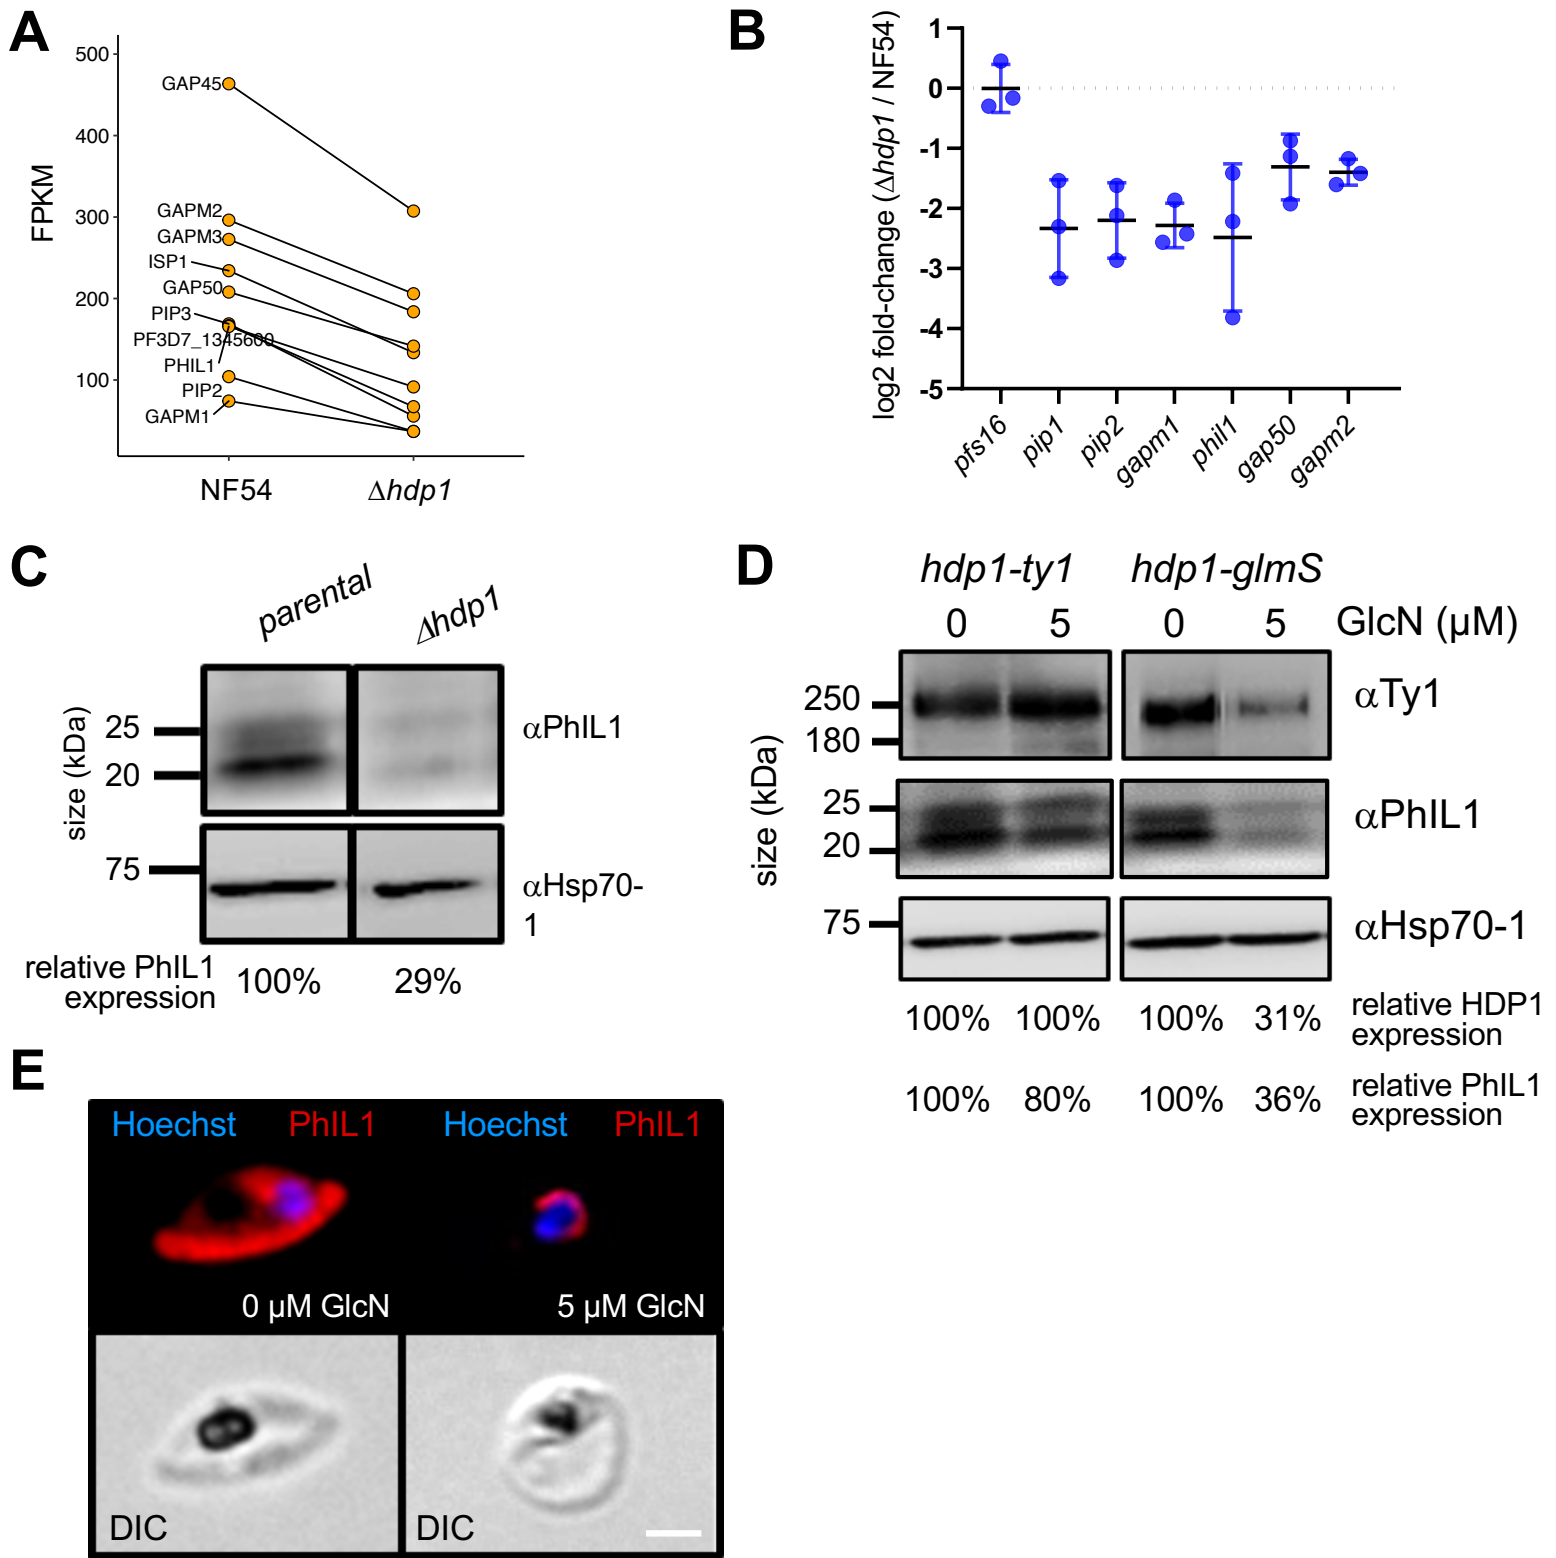 A
500
400
300
200
100
FPKM
GAP45
GAPM2
GAPM3
ISP1
GAP50
PIP3
PF3D7_1345600
PHIL1
PIP2
GAPM1
NF54
Δhdp1
B
log2 fold-change (Δhdp1 / NF54)
1
0
-1
-2
-3
-4
-5
pfs16
pip1
pip2
gapm1
phil1
gap50
gapm2
C
parental
Δhdp1
size (kDa)
25
20
75
αPhIL1
αHsp70-
1
relative PhIL1
expression
100%
29%
D
hdp1-ty1
hdp1-glmS
0
5
0
5
GlcN (µM)
size (kDa)
250
180
αTy1
25
20
αPhIL1
75
αHsp70-1
100%
100%
100%
31%
relative HDP1
expression
100%
80%
100%
36%
relative PhIL1
expression
E
Hoechst
PhIL1
Hoechst
PhIL1
0 µM GlcN
5 µM GlcN
DIC
DIC